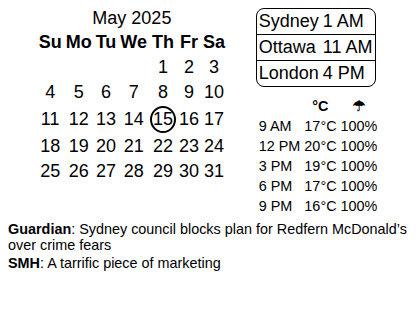 May 2025
Su Mo Tu We Th Fr Sa
1 2 3
4 5 6 7 8 9 10
11 12 13 14 15 16 17
18 19 20 21 22 23 24
25 26 27 28 29 30 31
Sydney 1 AM
Ottawa 11 AM
London 4 PM
°C ☂
9 AM 17°C 100%
12 PM 20°C 100%
3 PM 19°C 100%
6 PM 17°C 100%
9 PM 16°C 100%
Guardian: Sydney council blocks plan for Redfern McDonald’s
over crime fears
SMH: A tarrific piece of marketing